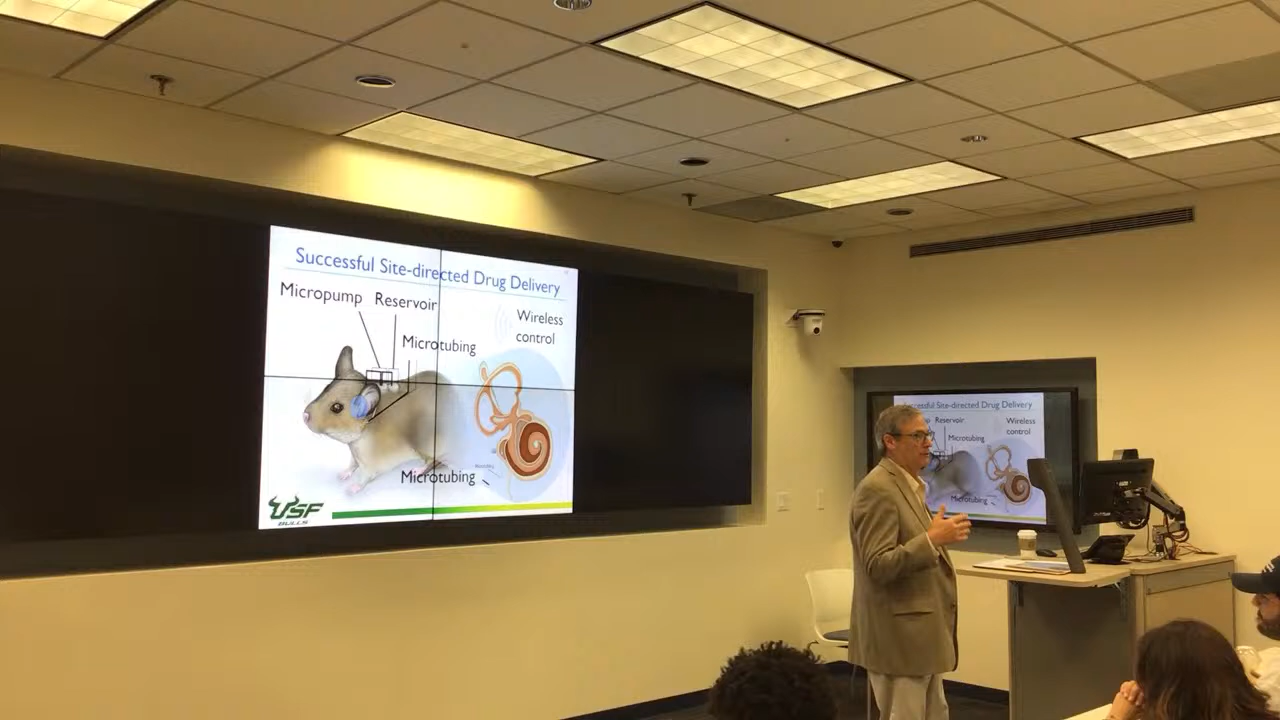 Successful Site-directed Drug Delivery
Micropump Reservoir
Wireless
control
Microtubing
Microtubing
USF
BULLS
Successful Site-directed Drug Delivery
Reservoir
Wireless
control
Microtubing
Microtubing